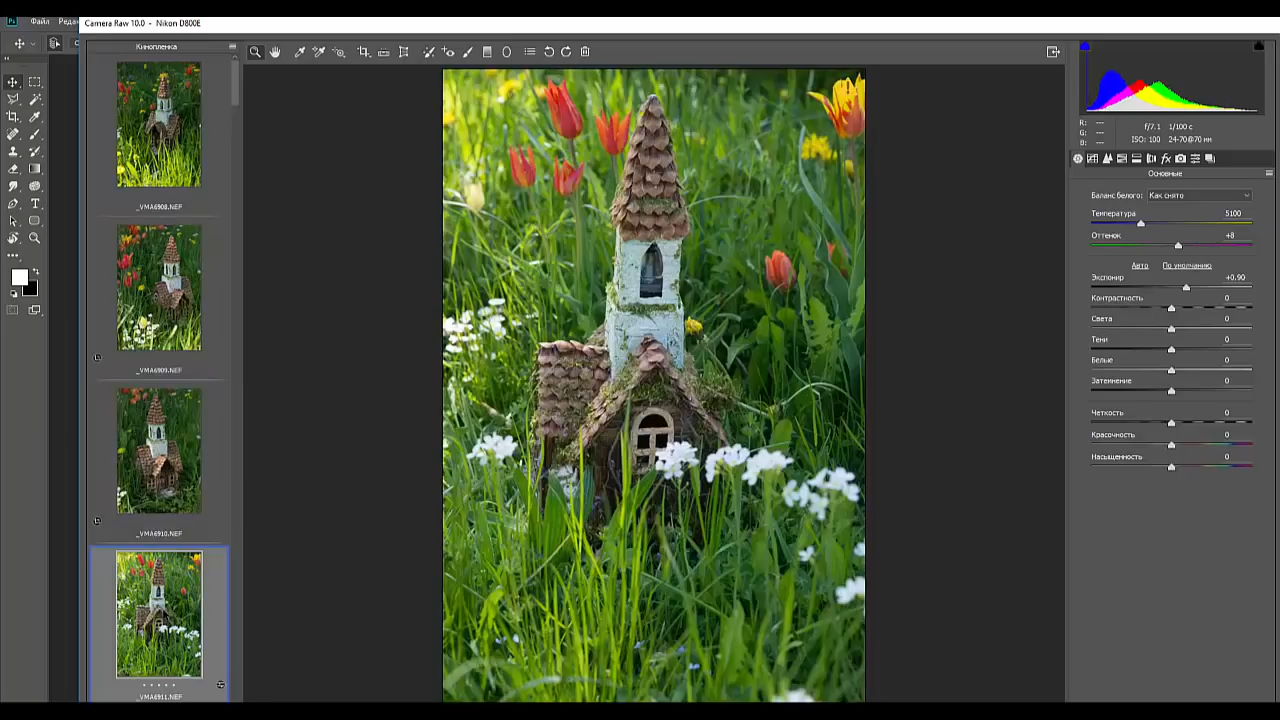 Camera Raw 10.0 - Nikon D800E
Ps
Файл
Реда
Кинопленка
_VMA6908.NEF
_VMA6909.NEF
_VMA6910.NEF
_VMA6911.NEF
R: ---
G: ---
B: ---
f/7.1 1/100 с
ISO: 100 24-70@70 мм
fx
Основные
Баланс белого: Как снято
Температура 5100
Оттенок +8
Авто По умолчанию
Экспонир +0.90
Контрастность 0
Света 0
Тени 0
Белые 0
Затемнение 0
Четкость 0
Красочность 0
Насыщенность 0